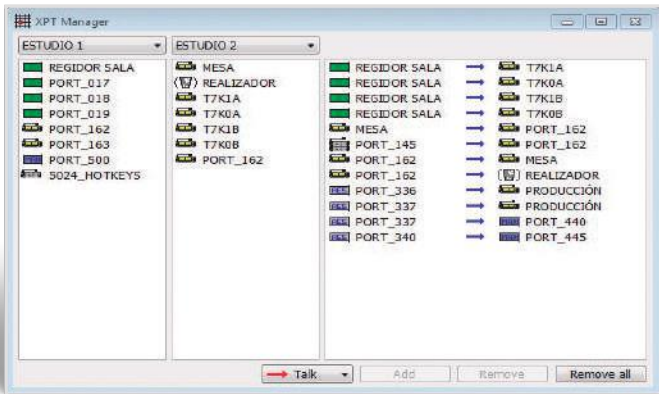 XPT Manager
ESTUDIO 1 ESTUDIO 2
REGIDOR SALA
PORT_017
PORT_018
PORT_019
PORT_162
PORT_163
PORT_500
5024_HOTKEYS
MESA
REALIZADOR
T7K1A
T7K0A
T7K1B
T7K0B
PORT_162
REGIDOR SALA T7K1A
REGIDOR SALA T7K0A
REGIDOR SALA T7K1B
REGIDOR SALA T7K0B
MESA PORT_162
PORT_145 PORT_162
PORT_162 MESA
PORT_162 REALIZADOR
PORT_336 PRODUCCIÓN
PORT_337 PRODUCCIÓN
PORT_337 PORT_440
PORT_340 PORT_445
Talk Add Remove Remove all